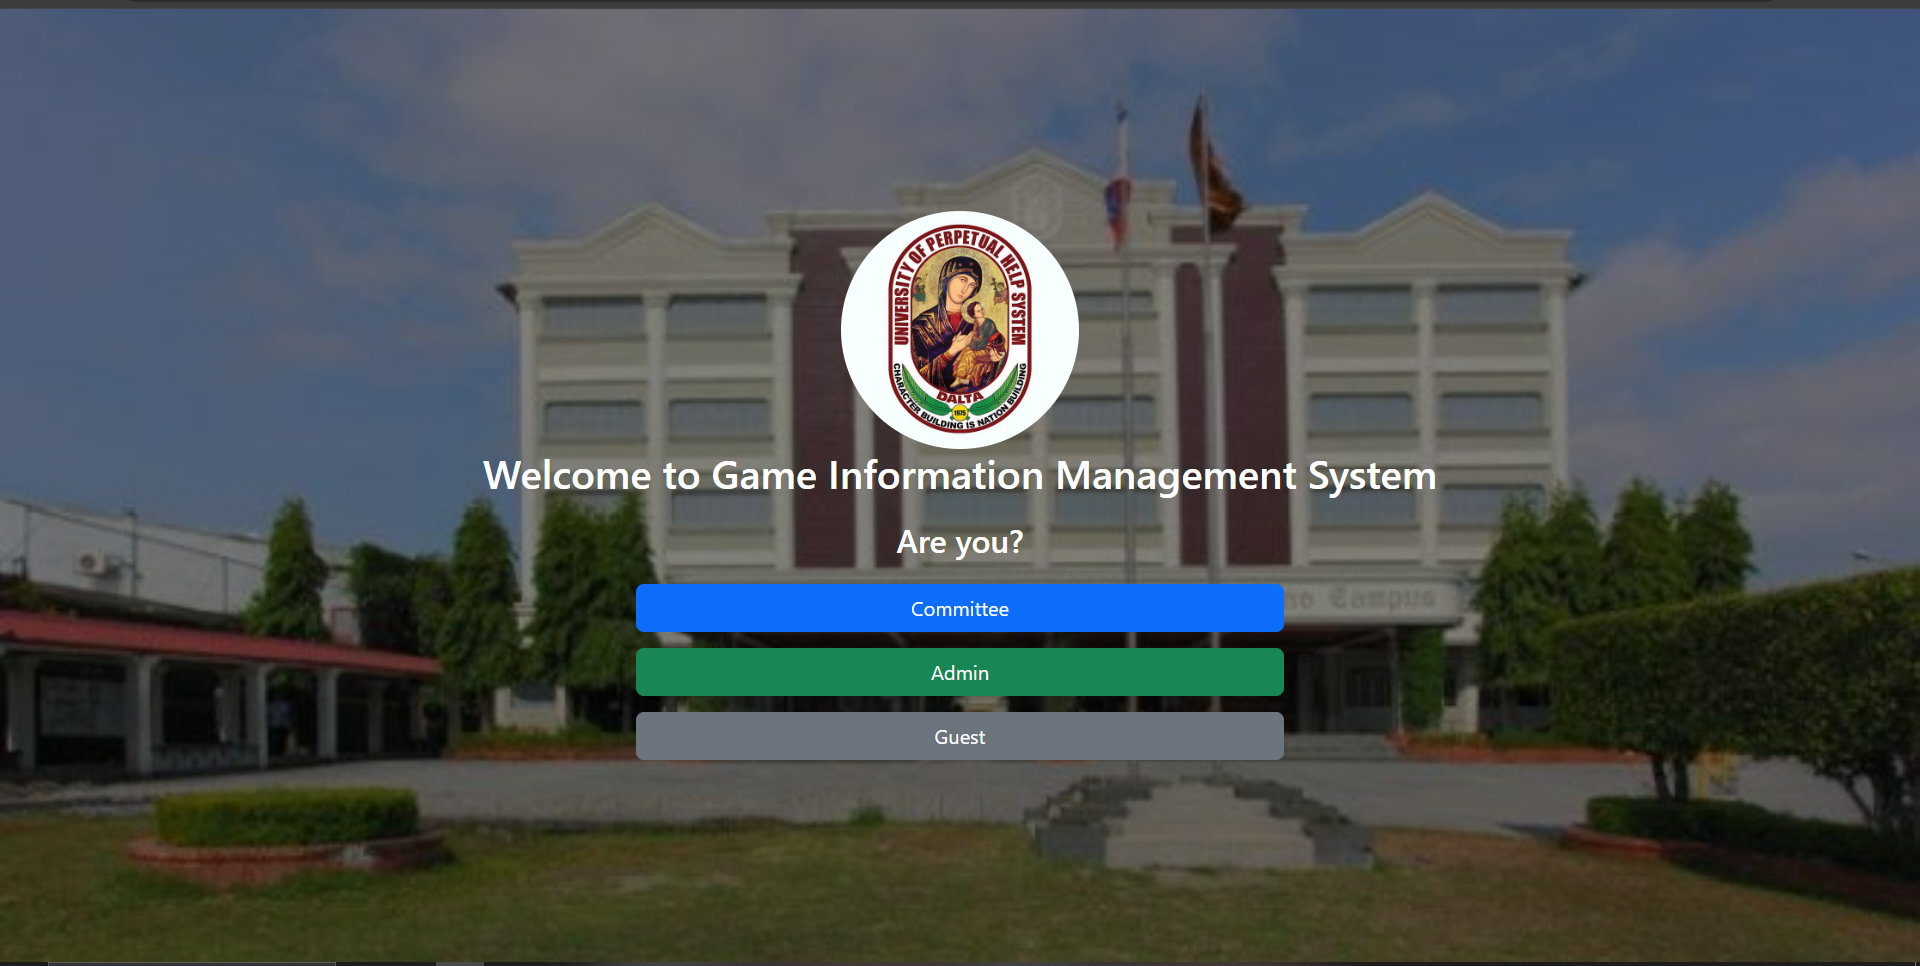 UNIVERSITY OF PERPETUAL HELP SYSTEM
DALTA
1975
CHARACTER BUILDING IS NATION BUILDING
Welcome to Game Information Management System
Are you?
Committee
Campus
Admin
Guest